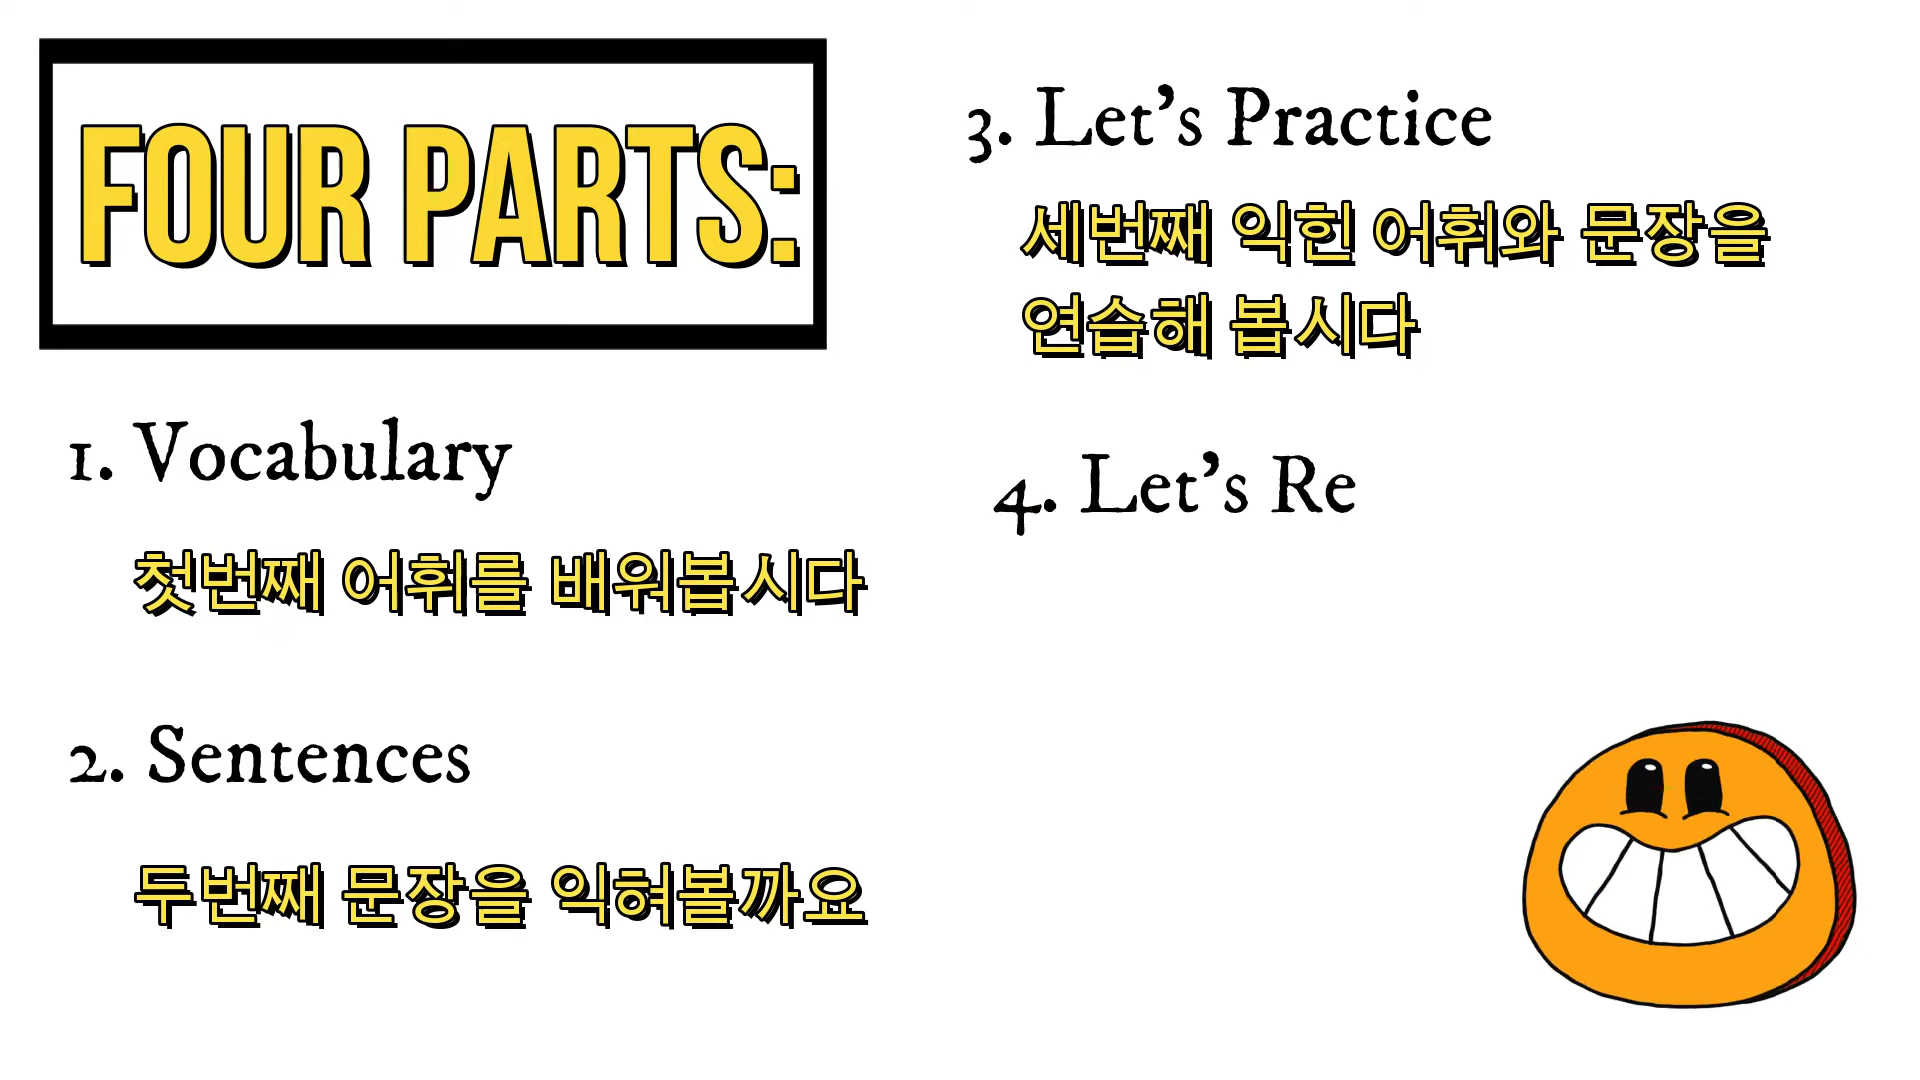 FOUR PARTS:
1. Vocabulary
첫번째 어휘를 배워봅시다
2. Sentences
두번째 문장을 익혀볼까요
3. Let's Practice
세번째 익힌 어휘와 문장을
연습해 봅시다
4. Let's Re